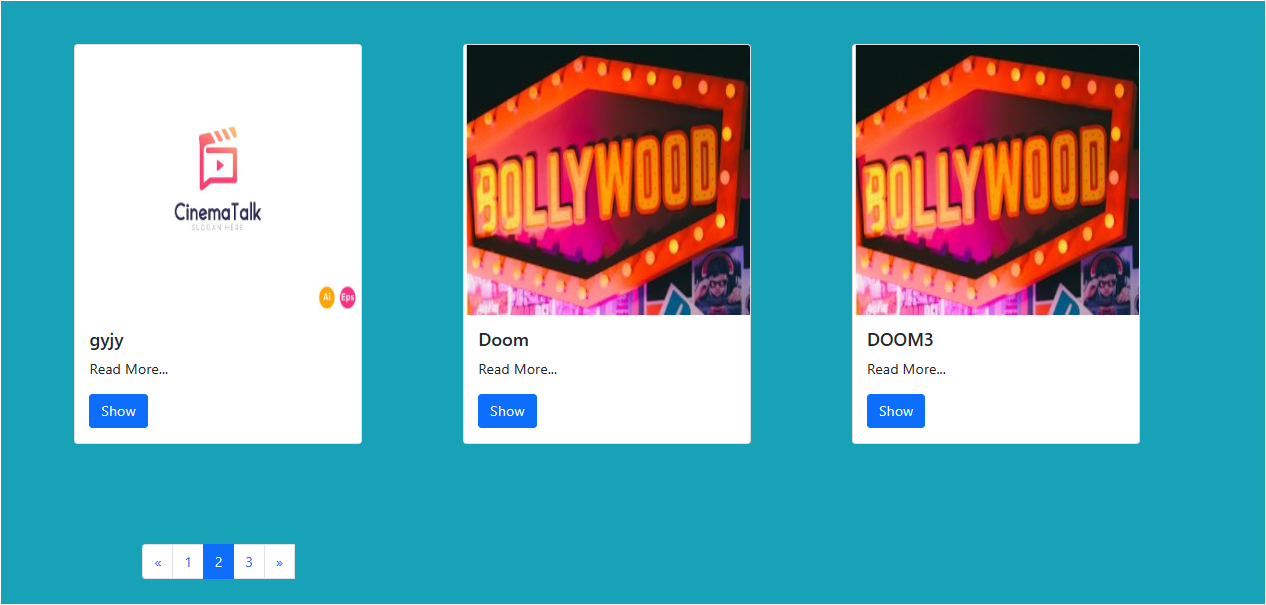 CinemaTalk
SLOGAN HERE
Ai Eps
gyjy
Read More...
Show
BOLLYWOOD
Doom
Read More...
Show
BOLLYWOOD
DOOM3
Read More...
Show
« 1 2 3 »